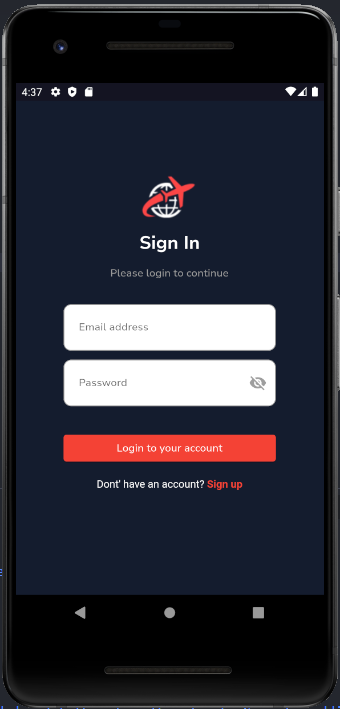 4:37
Sign In
Please login to continue
Email address
Password
Login to your account
Dont' have an account? Sign up